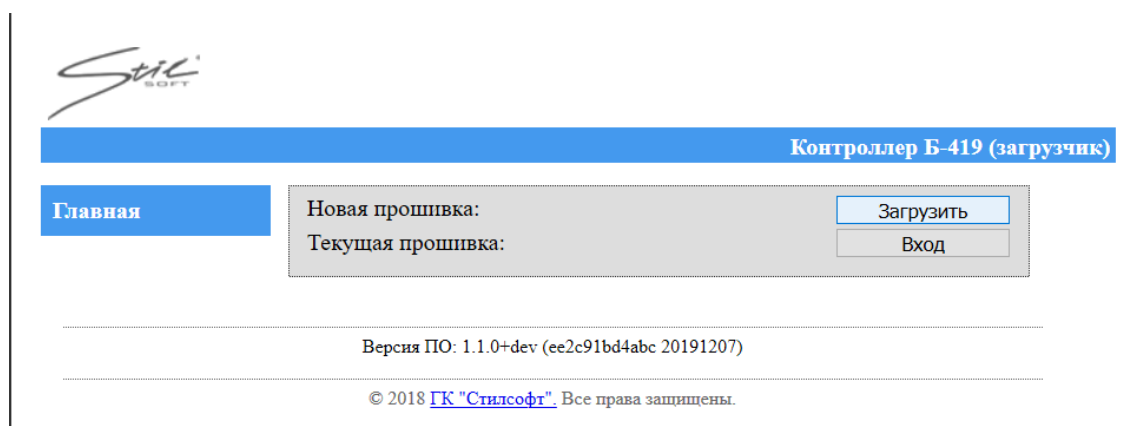 Stil
SOFT
Контроллер Б-419 (загрузчик)
Главная
Новая прошивка:
Загрузить
Текущая прошивка:
Вход
Версия ПО: 1.1.0+dev (ee2c91bd4abc 20191207)
© 2018 ГК "Стилсофт". Все права защищены.